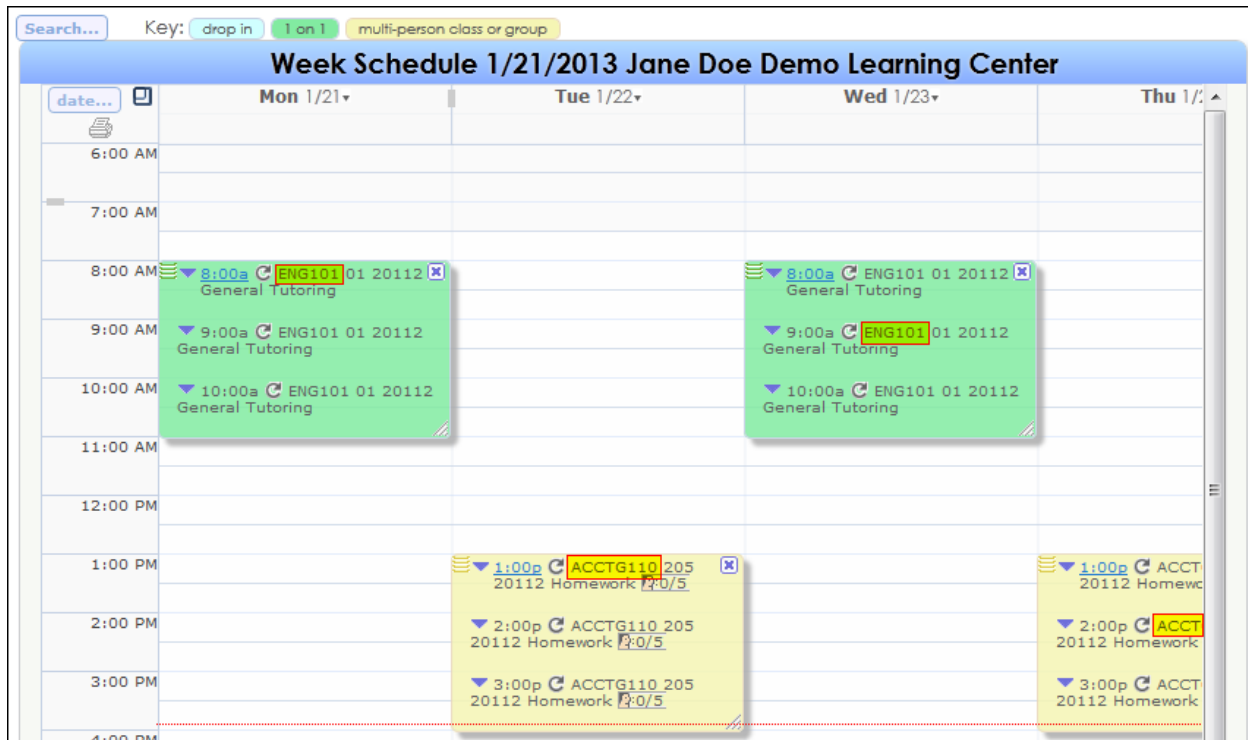 Search... Key: drop in 1 on 1 multi-person class or group
Week Schedule 1/21/2013 Jane Doe Demo Learning Center
date... Mon 1/21 Tue 1/22 Wed 1/23 Thu
6:00 AM
7:00 AM
8:00 AM 8:00a ENG101 01 20112 8:00a ENG101 01 20112
General Tutoring General Tutoring
9:00 AM 9:00a ENG101 01 20112 9:00a ENG101 01 20112
General Tutoring General Tutoring
10:00 AM 10:00a ENG101 01 20112 10:00a ENG101 01 20112
General Tutoring General Tutoring
11:00 AM
12:00 PM
1:00 PM 1:00p ACCTG110 205 1:00p ACCT
20112 Homework 0/5 20112 Homewo
2:00 PM 2:00p ACCTG110 205 2:00p ACCT
20112 Homework 0/5 20112 Homework
3:00 PM 3:00p ACCTG110 205 3:00p ACCT
20112 Homework 0/5 20112 Homework
4:00 PM